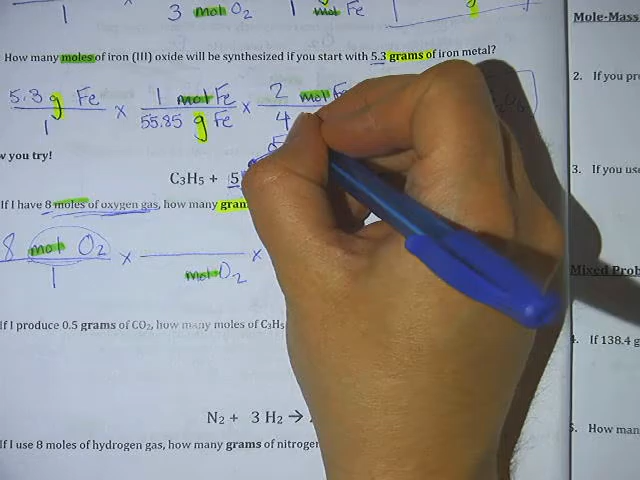 1 3 mol O2 1 mol Fe 1 g
Mole-Mass
How many moles of iron (III) oxide will be synthesized if you start with 5.3 grams of iron metal?
2. If you pro
5.3 g Fe × 1 mol Fe × 2 mol Fe
1 55.85 g Fe 4
w you try!
C3H5 + 5
3. If you use
If I have 8 moles of oxygen gas, how many gram
8 mol O2 × ×
1 mol O2
Mixed Prob
If I produce 0.5 grams of CO2, how many moles of C3H5
4. If 138.4 g
N2 + 3 H2 →
5. How man
If I use 8 moles of hydrogen gas, how many grams of nitrogen